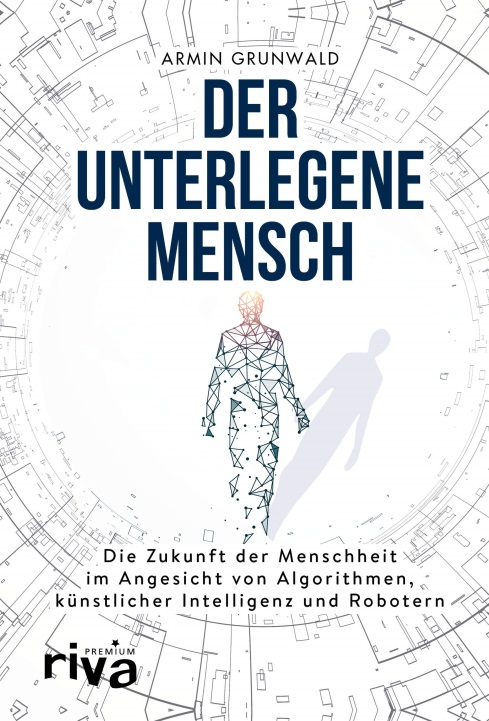 ARMIN GRUNWALD
DER
UNTERLEGENE
MENSCH
Die Zukunft der Menschheit
im Angesicht von Algorithmen,
künstlicher Intelligenz und Robotern
PREMIUM
riva